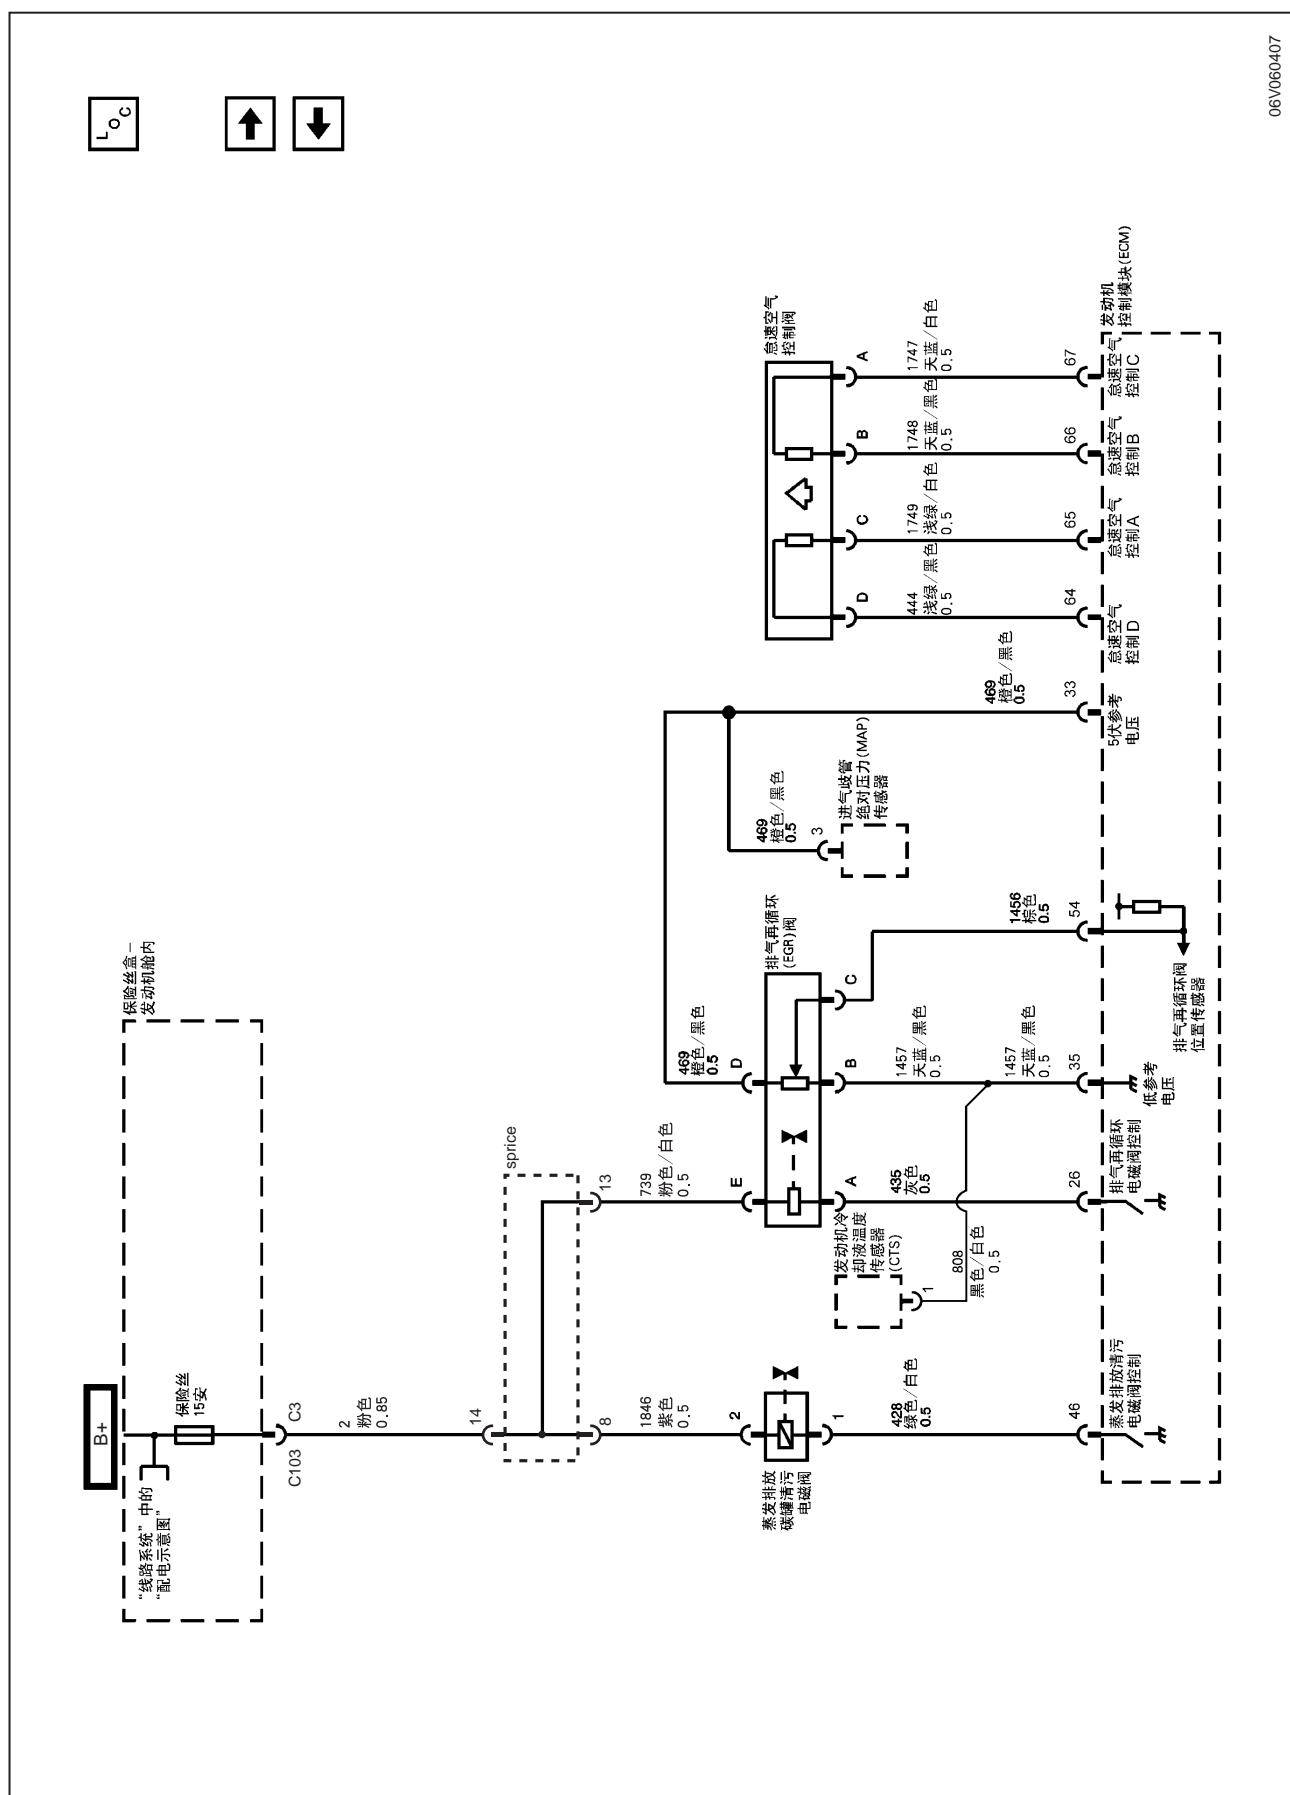 LOC
B+
保险丝盒–
发动机舱内
“线路系统”中的
“配电示意图”
保险丝
15安
C103
C3
2
粉色
0.85
14
sprice
8
13
1846
紫色
0.5
739
粉色/白色
0.5
469
橙色/黑色
0.5
2
E
D
蒸发排放
碳罐清污
电磁阀
排气再循环
(EGR)阀
469
橙色/黑色
0.5
3
进气歧管
绝对压力(MAP)
传感器
怠速空气
控制阀
1
A
B
C
D
C
B
A
发动机冷
却液温度
传感器
(CTS)
1
428
绿色/白色
0.5
435
灰色
0.5
1457
天蓝/黑色
0.5
444
浅绿/黑色
0.5
1749
浅绿/白色
0.5
1748
天蓝/黑色
0.5
1747
天蓝/白色
0.5
808
黑色/白色
0.5
1457
天蓝/黑色
0.5
1456
棕色
0.5
469
橙色/黑色
0.5
46
26
35
54
33
64
65
66
67
发动机
控制模块(ECM)
蒸发排放清污
电磁阀控制
排气再循环
电磁阀控制
低参考
电压
排气再循环阀
位置传感器
5伏参考
电压
怠速空气
控制D
怠速空气
控制A
怠速空气
控制B
怠速空气
控制C
06V060407